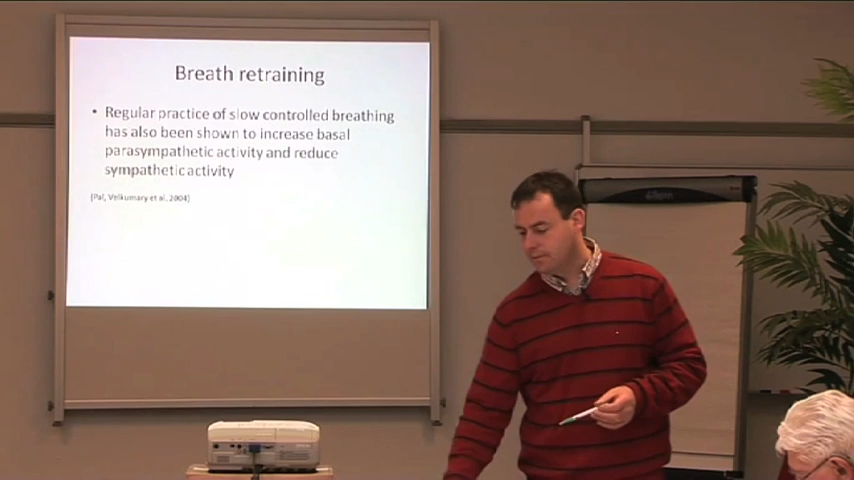 Breath retraining
• Regular practice of slow controlled breathing
has also been shown to increase basal
parasympathetic activity and reduce
sympathetic activity
(Pal, Velkumary et al. 2004)